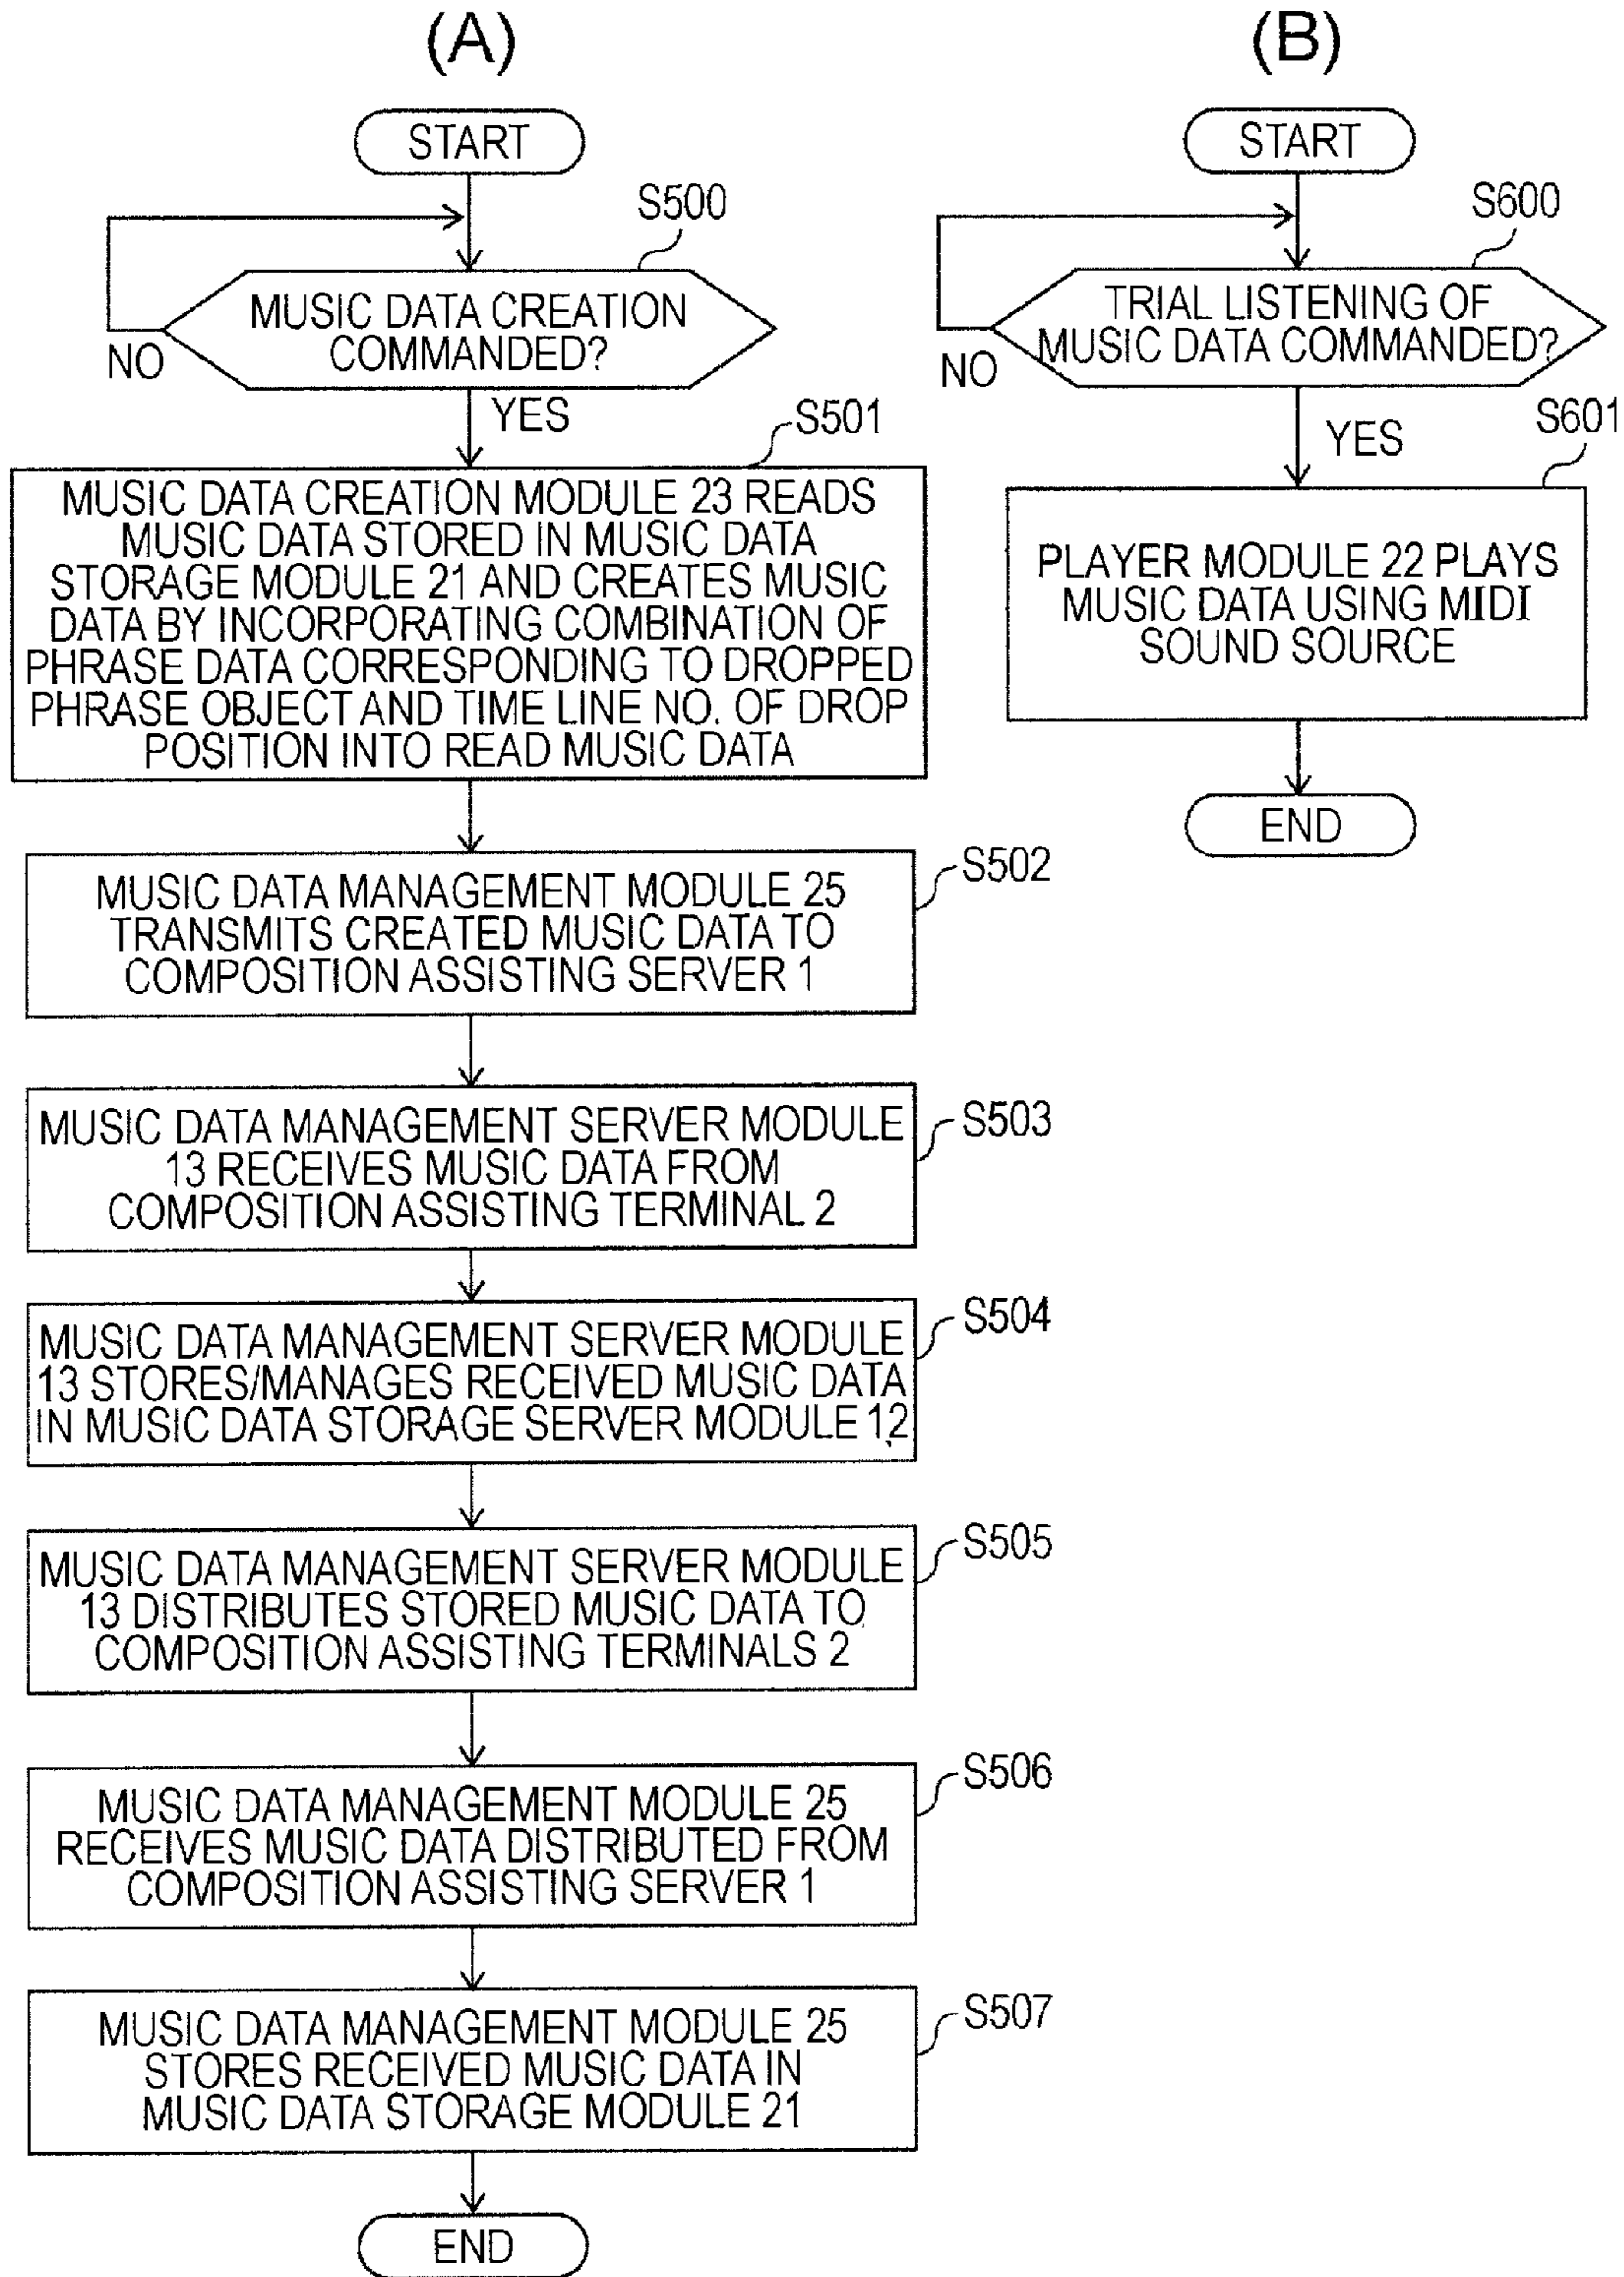 (A)
START
S500
MUSIC DATA CREATION
COMMANDED?
NO
YES
S501
MUSIC DATA CREATION MODULE 23 READS
MUSIC DATA STORED IN MUSIC DATA
STORAGE MODULE 21 AND CREATES MUSIC
DATA BY INCORPORATING COMBINATION OF
PHRASE DATA CORRESPONDING TO DROPPED
PHRASE OBJECT AND TIME LINE NO. OF DROP
POSITION INTO READ MUSIC DATA
S502
MUSIC DATA MANAGEMENT MODULE 25
TRANSMITS CREATED MUSIC DATA TO
COMPOSITION ASSISTING SERVER 1
S503
MUSIC DATA MANAGEMENT SERVER MODULE
13 RECEIVES MUSIC DATA FROM
COMPOSITION ASSISTING TERMINAL 2
S504
MUSIC DATA MANAGEMENT SERVER MODULE
13 STORES/MANAGES RECEIVED MUSIC DATA
IN MUSIC DATA STORAGE SERVER MODULE 12
S505
MUSIC DATA MANAGEMENT SERVER MODULE
13 DISTRIBUTES STORED MUSIC DATA TO
COMPOSITION ASSISTING TERMINALS 2
S506
MUSIC DATA MANAGEMENT MODULE 25
RECEIVES MUSIC DATA DISTRIBUTED FROM
COMPOSITION ASSISTING SERVER 1
S507
MUSIC DATA MANAGEMENT MODULE 25
STORES RECEIVED MUSIC DATA IN
MUSIC DATA STORAGE MODULE 21
END
(B)
START
S600
TRIAL LISTENING OF
MUSIC DATA COMMANDED?
NO
YES
S601
PLAYER MODULE 22 PLAYS
MUSIC DATA USING MIDI
SOUND SOURCE
END